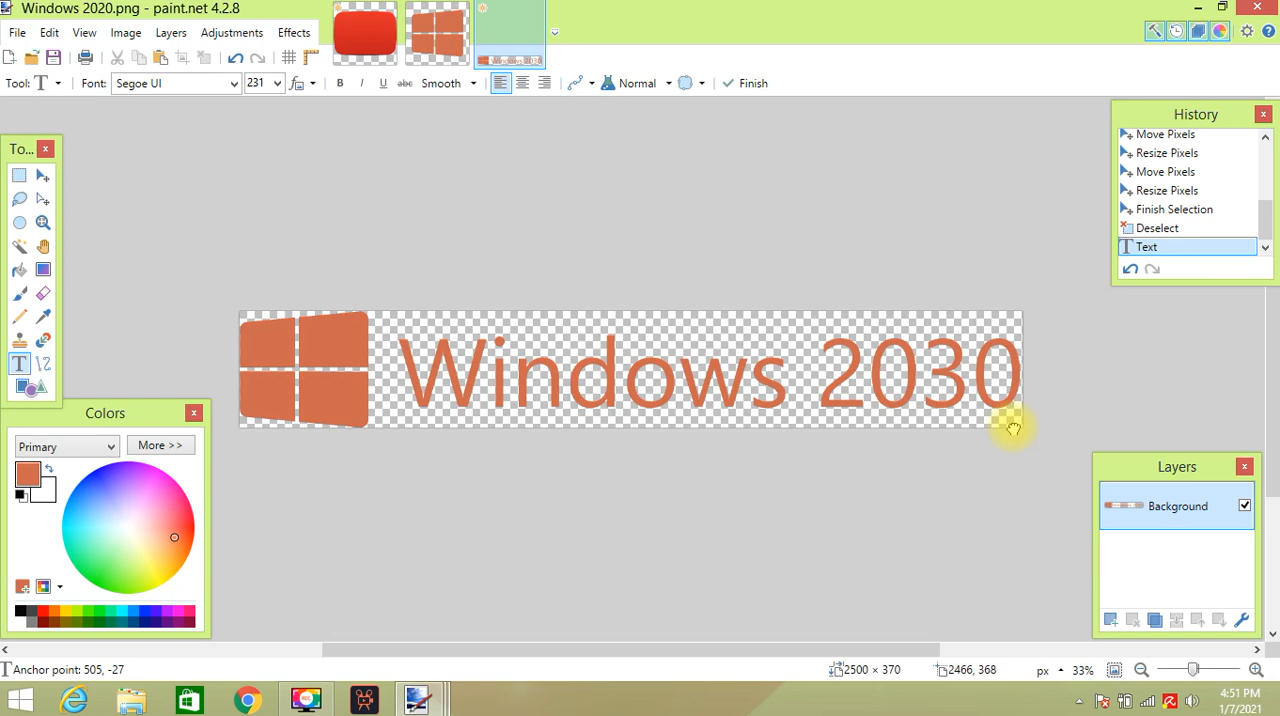 Windows 2020.png - paint.net 4.2.8
File Edit View Image Layers Adjustments Effects
Tool: T Font: Segoe UI 231 fx B I U abc Smooth Normal Finish
To...
History
Move Pixels
Resize Pixels
Move Pixels
Resize Pixels
Finish Selection
Deselect
Text
Windows 2030
Colors
Primary More >>
Layers
Background
Anchor point: 505, -27 2500 × 370 2466, 368 px 33%
REC
4:51 PM
1/7/2021